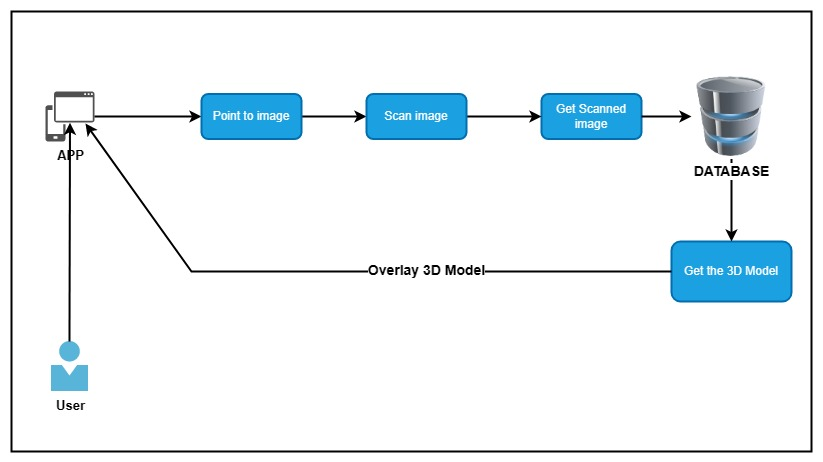 Point to image
Scan image
Get Scanned
image
APP
DATABASE
Overlay 3D Model
Get the 3D Model
User